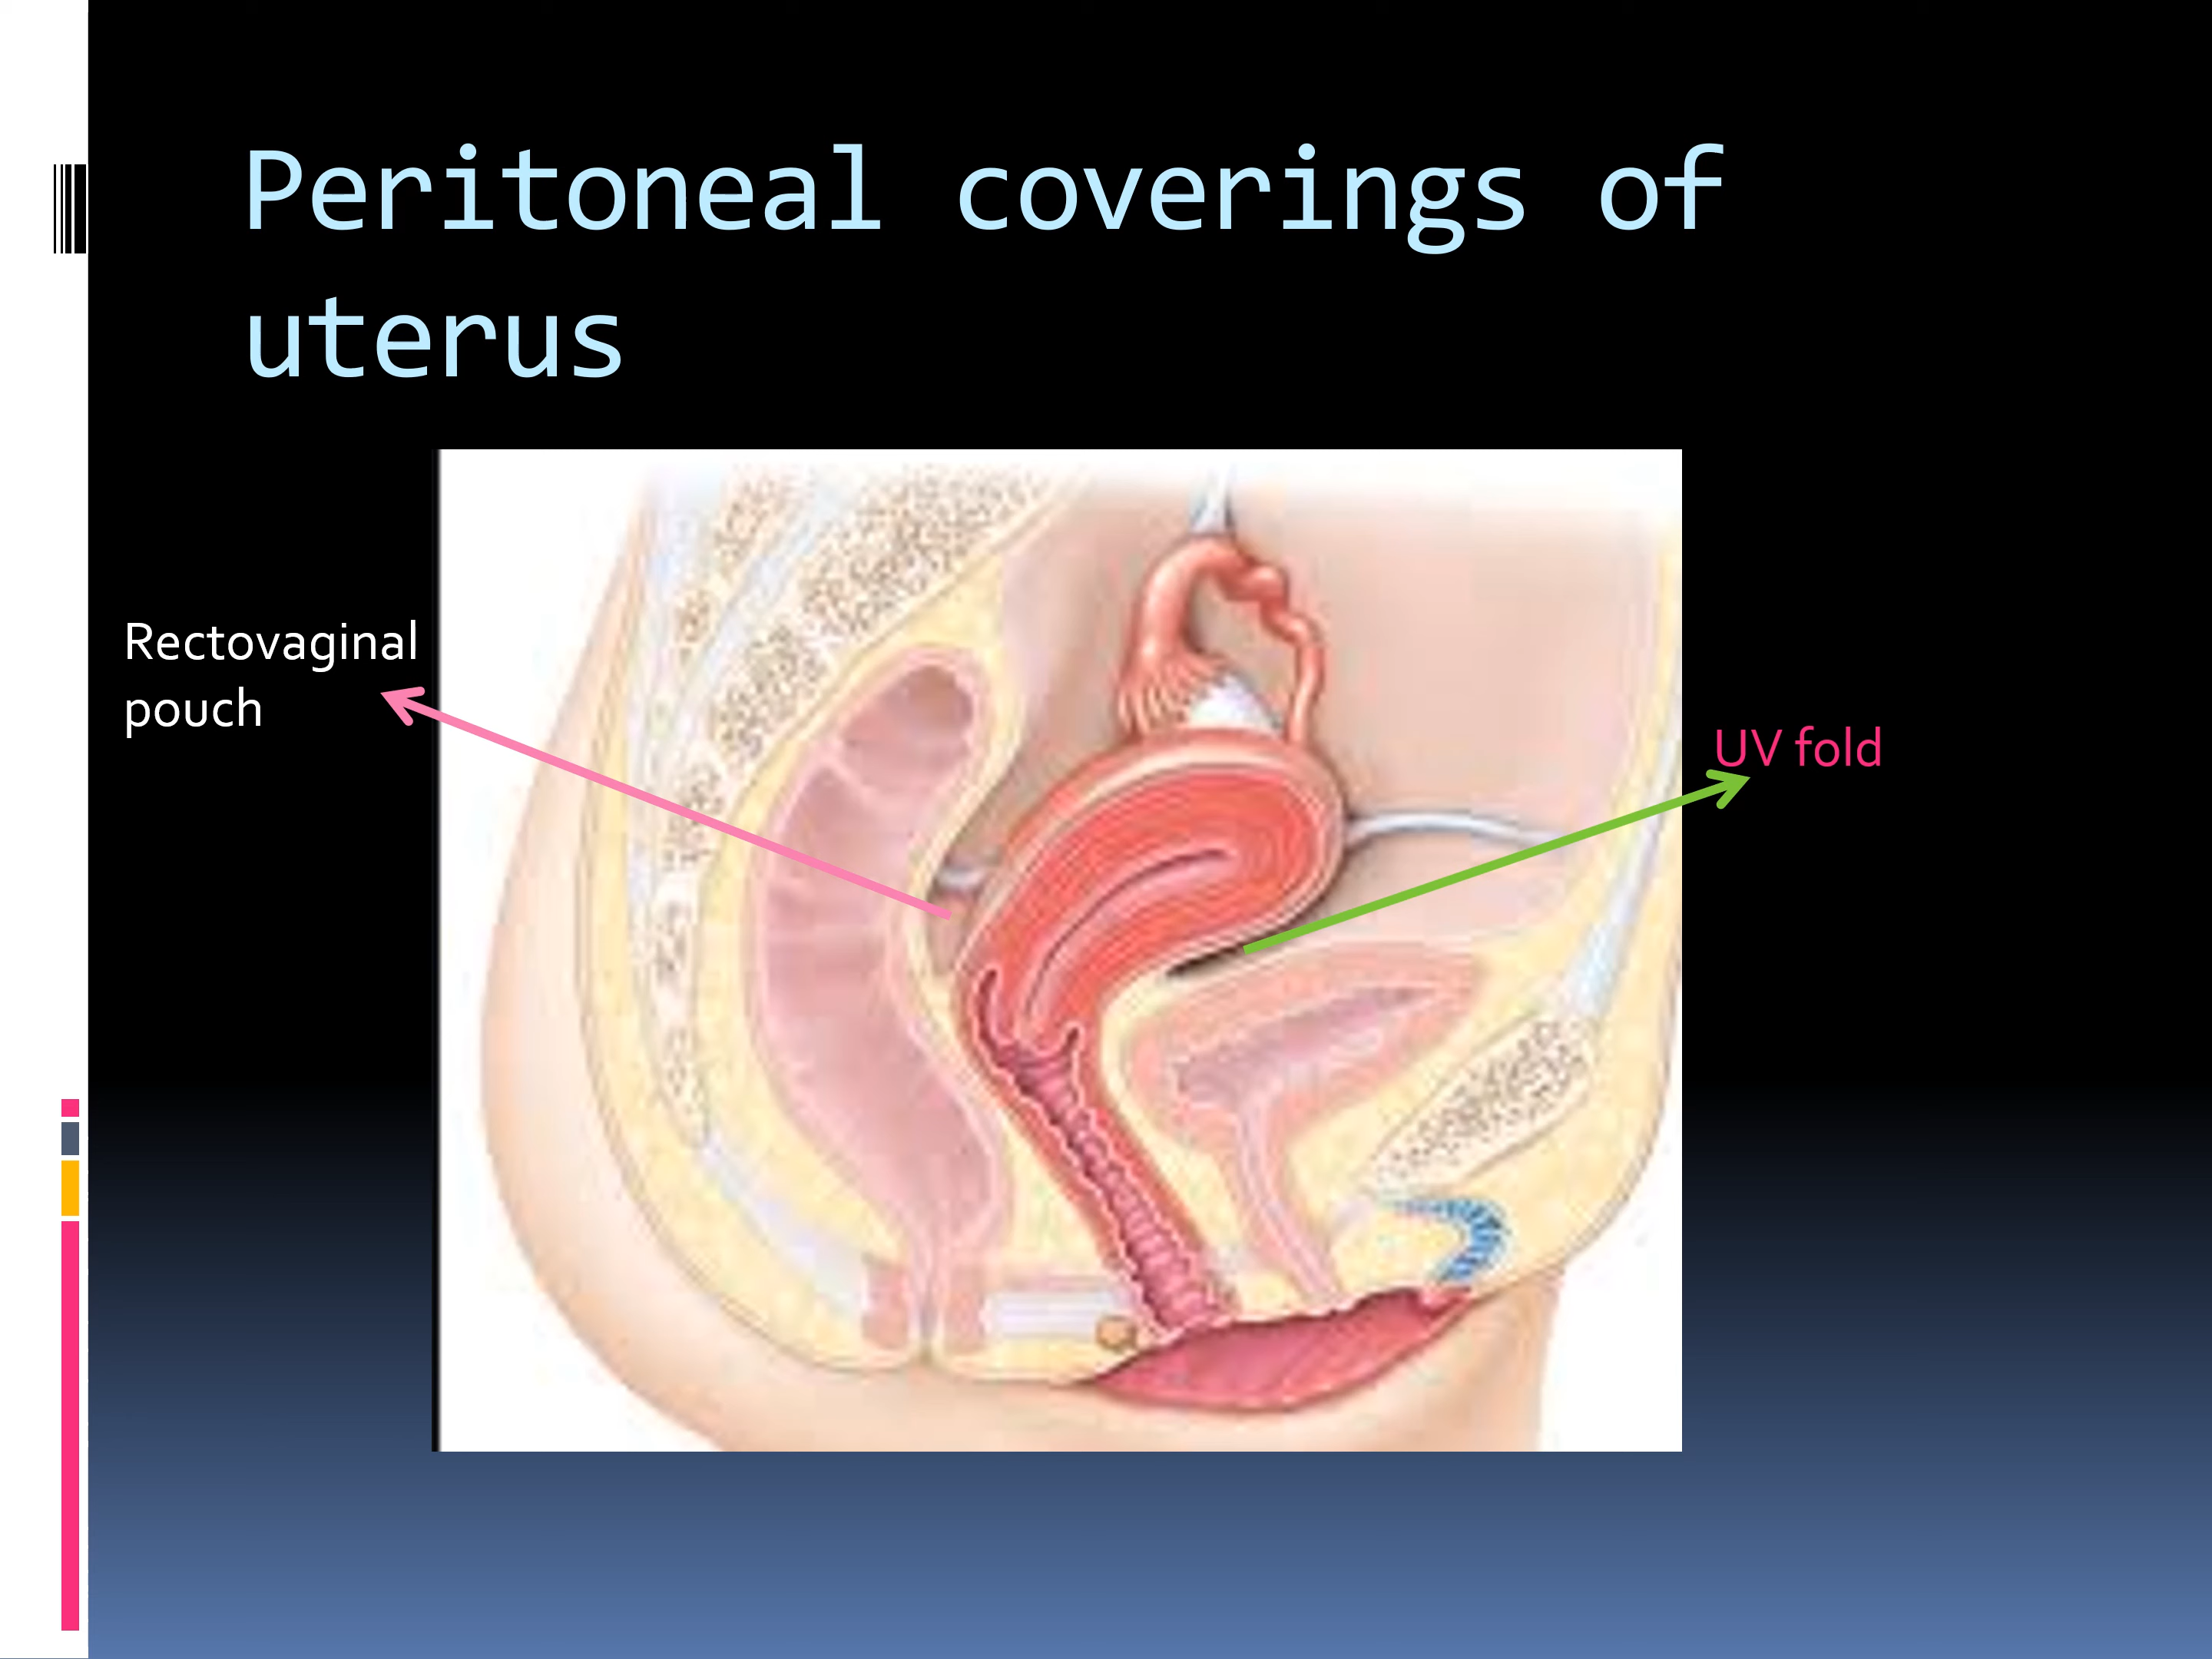 Peritoneal coverings of
uterus
Rectovaginal
pouch
UV fold